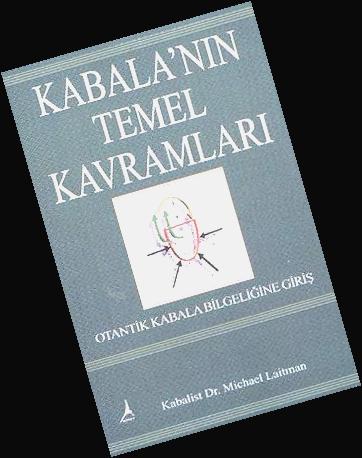 KABALA'NIN
TEMEL
KAVRAMLARI
OTANTİK KABALA BİLGELİĞİNE GİRİŞ
Kabalist Dr. Michael Laitman